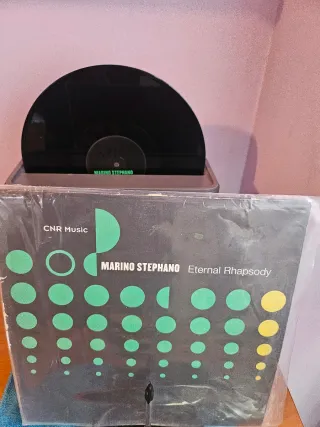 MARINO STEPHANO
CNR Music
MARINO STEPHANO Eternal Rhapsody